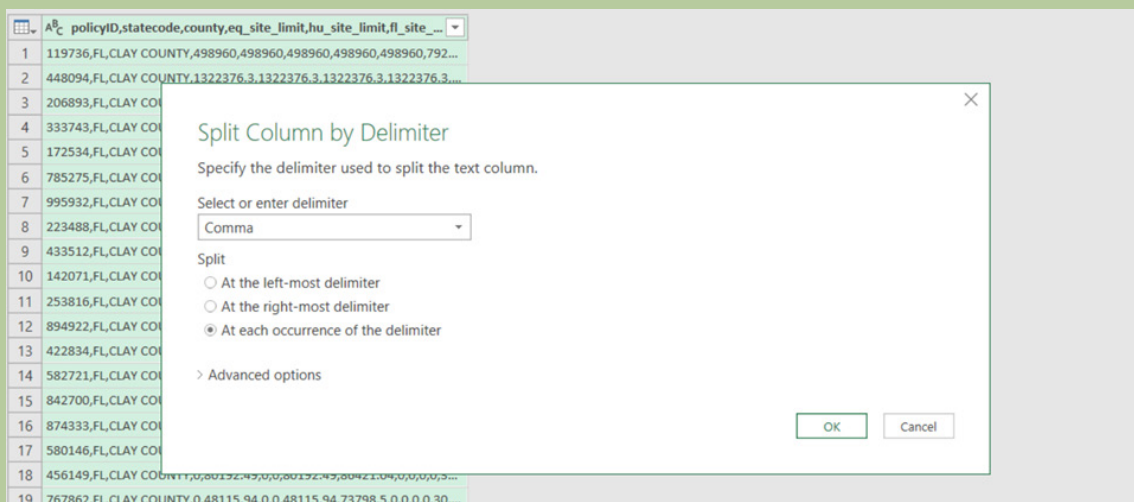 ABC policyID,statecode,county,eq_site_limit,hu_site_limit,fl_site_...
1 119736,FL,CLAY COUNTY,498960,498960,498960,498960,498960,792...
2 448094,FL,CLAY COUNTY,1322376.3,1322376.3,1322376.3,1322376.3,...
3 206893,FL,CLAY COU
4 333743,FL,CLAY COU
5 172534,FL,CLAY COU
6 785275,FL,CLAY COU
7 995932,FL,CLAY COU
8 223488,FL,CLAY COU
9 433512,FL,CLAY COU
10 142071,FL,CLAY COU
11 253816,FL,CLAY COU
12 894922,FL,CLAY COU
13 422834,FL,CLAY COU
14 582721,FL,CLAY COU
15 842700,FL,CLAY COU
16 874333,FL,CLAY COU
17 580146,FL,CLAY COU
18 456149,FL,CLAY COUNTY,0,80192.49,0,0,80192.49,86421.04,0,0,0,0,3...
19 767862,FL,CLAY COUNTY,0,48115.94,0,0,48115.94,73798.5,0,0,0,0,30...
Split Column by Delimiter
Specify the delimiter used to split the text column.
Select or enter delimiter
Comma
Split
At the left-most delimiter
At the right-most delimiter
At each occurrence of the delimiter
Advanced options
OK
Cancel